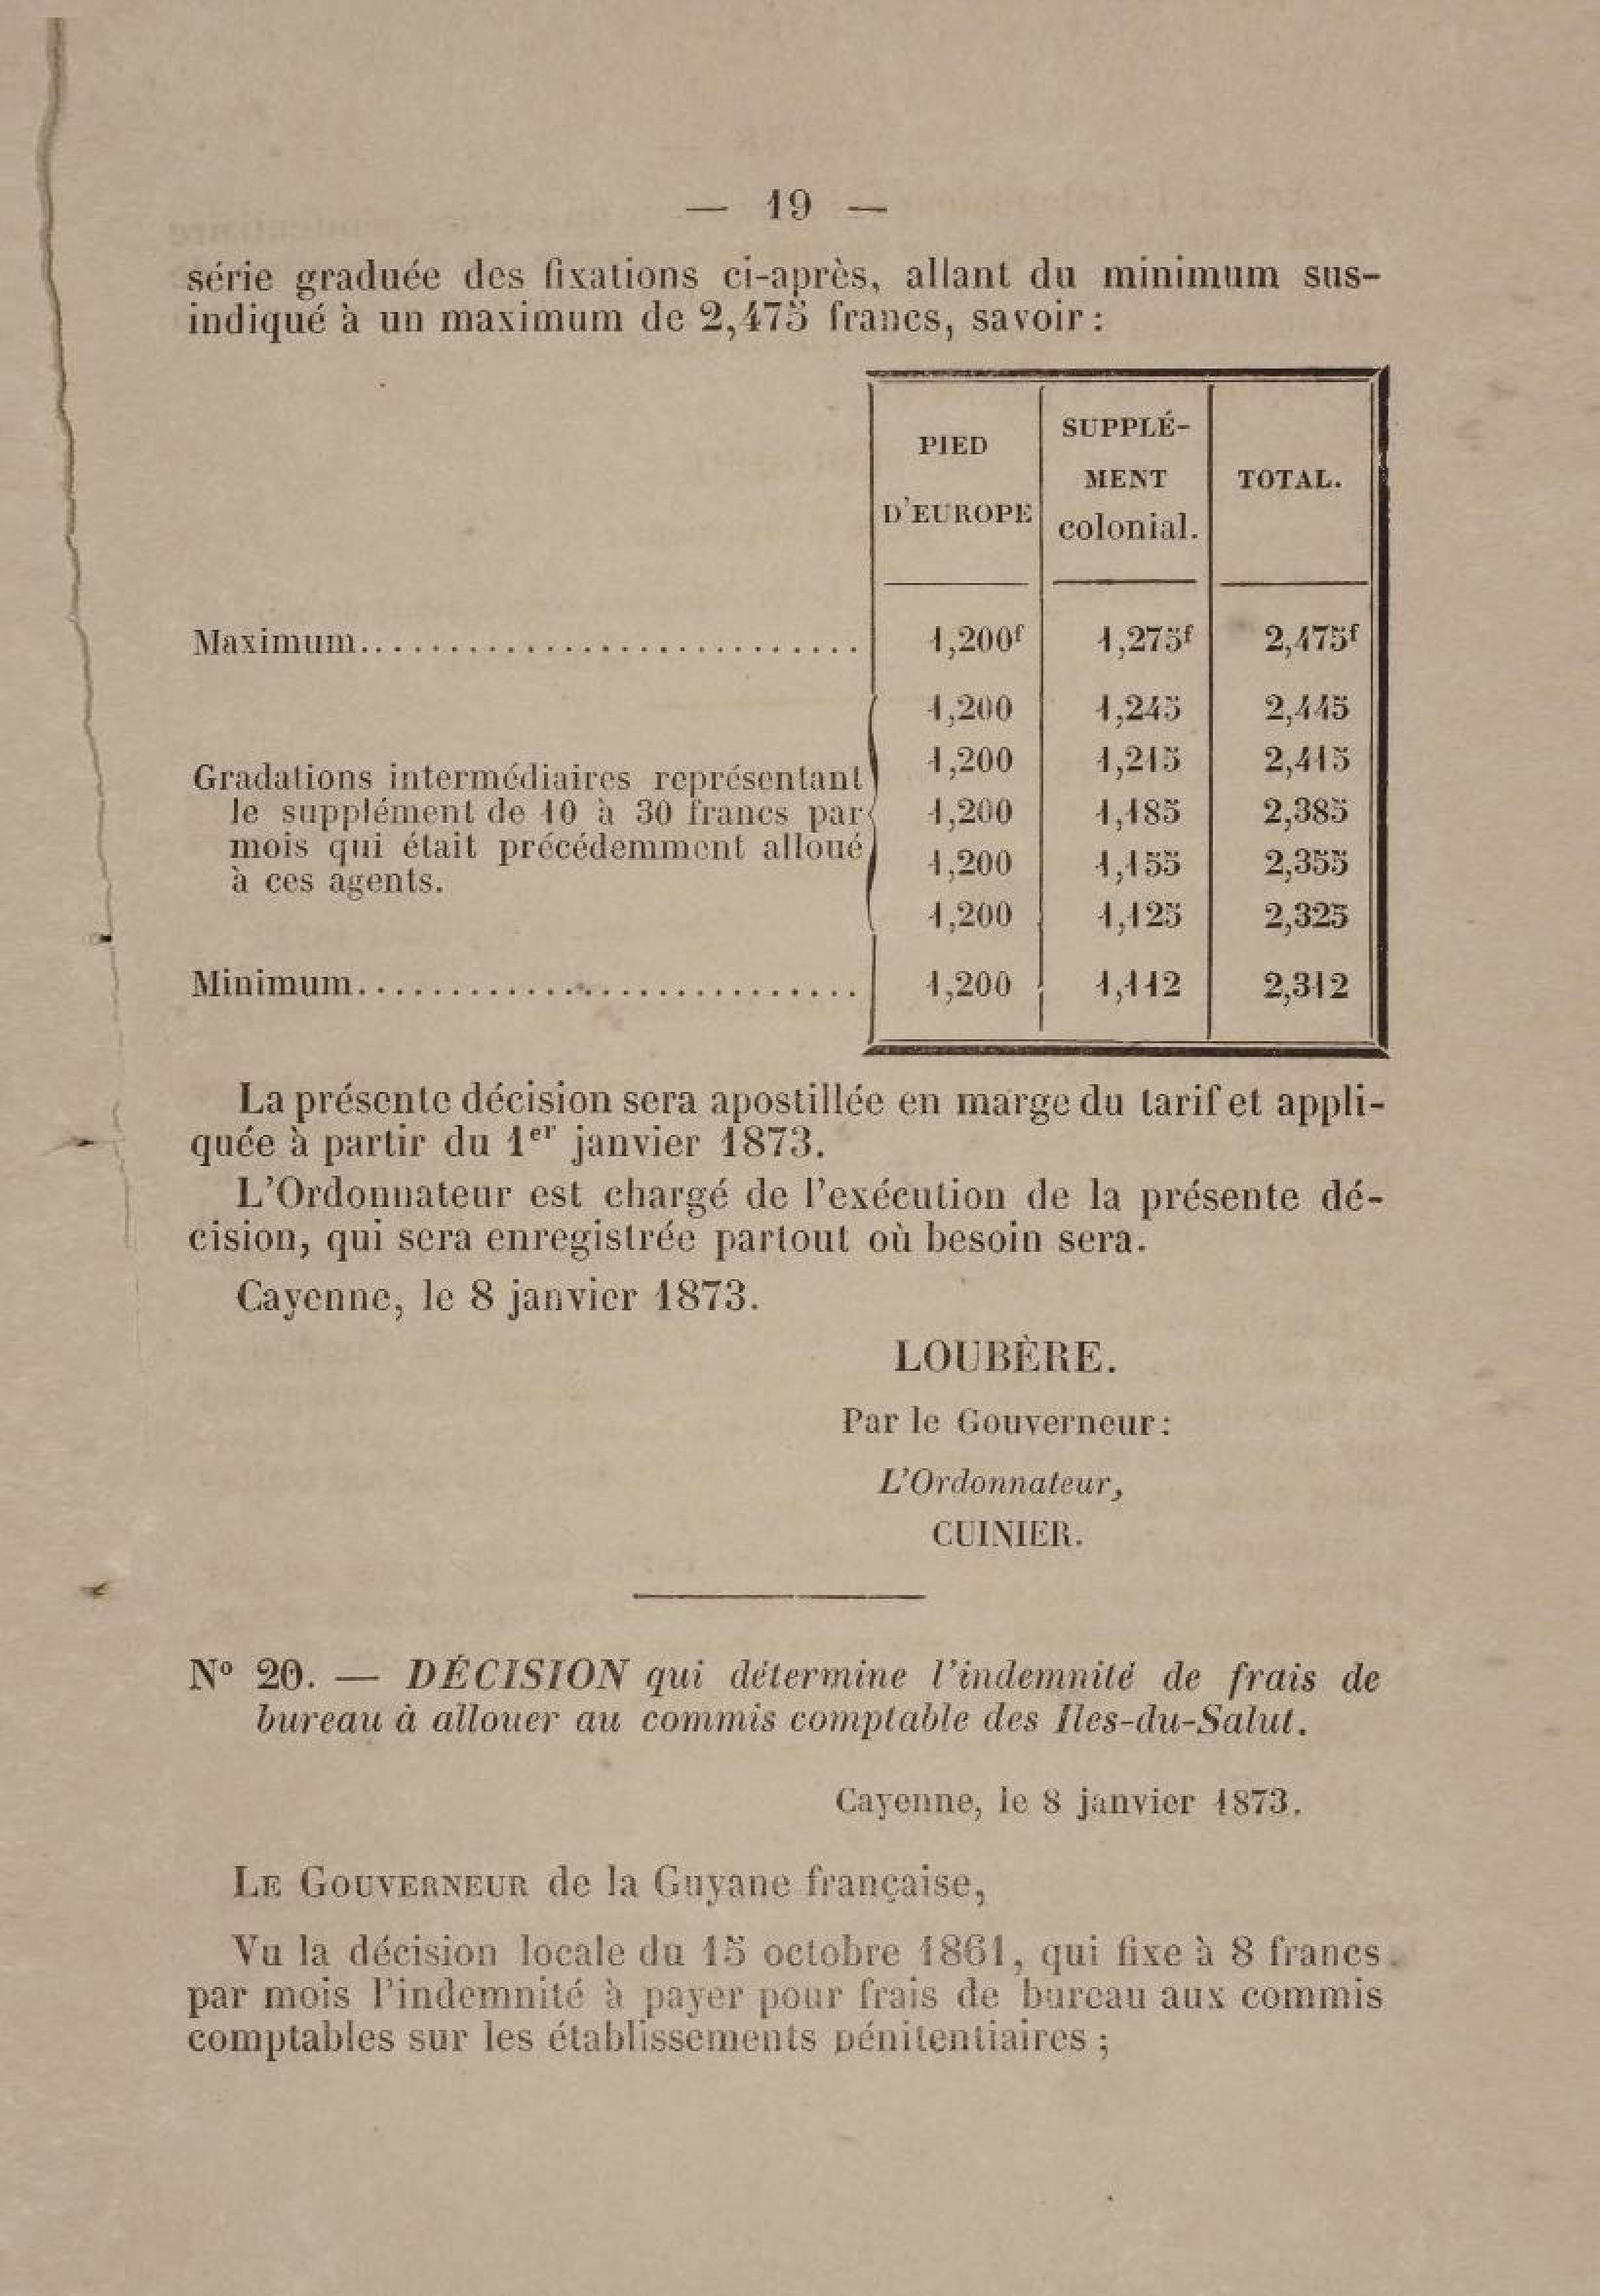 — 19 —
série graduée des fixations ci-après, allant du minimum sus-
indiqué à un maximum de 2,475 francs, savoir :
PIED D'EUROPE SUPPLÉ-MENT colonial. TOTAL.
Maximum............................ 1,200f 1,275f 2,475f
1,200 1,245 2,445
Gradations intermédiaires représentant 1,200 1,215 2,415
le supplément de 10 à 30 francs par 1,200 1,185 2,385
mois qui était précédemment alloué 1,200 1,155 2,355
à ces agents. 1,200 1,125 2,325
Minimum............................ 1,200 1,112 2,312
La présente décision sera apostillée en marge du tarif et appli-
quée à partir du 1er janvier 1873.
L'Ordonnateur est chargé de l'exécution de la présente dé-
cision, qui sera enregistrée partout où besoin sera.
Cayenne, le 8 janvier 1873.
LOUBÈRE.
Par le Gouverneur :
L'Ordonnateur,
CUINIER.
N° 20. — DÉCISION qui détermine l'indemnité de frais de
bureau à allouer au commis comptable des Iles-du-Salut.
Cayenne, le 8 janvier 1873.
LE GOUVERNEUR de la Guyane française,
Vu la décision locale du 15 octobre 1861, qui fixe à 8 francs
par mois l'indemnité à payer pour frais de bureau aux commis
comptables sur les établissements pénitentiaires ;